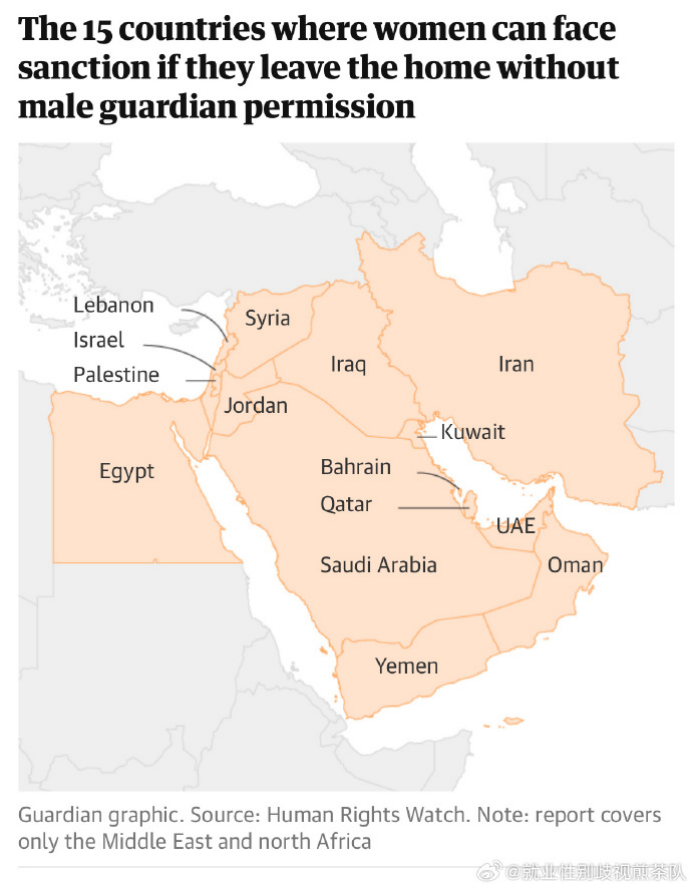 The 15 countries where women can face
sanction if they leave the home without
male guardian permission
Lebanon
Syria
Israel
Iraq
Iran
Palestine
Jordan
Kuwait
Egypt
Bahrain
Qatar
UAE
Saudi Arabia
Oman
Yemen
Guardian graphic. Source: Human Rights Watch. Note: report covers
only the Middle East and north Africa
@就业性别歧视煎茶队